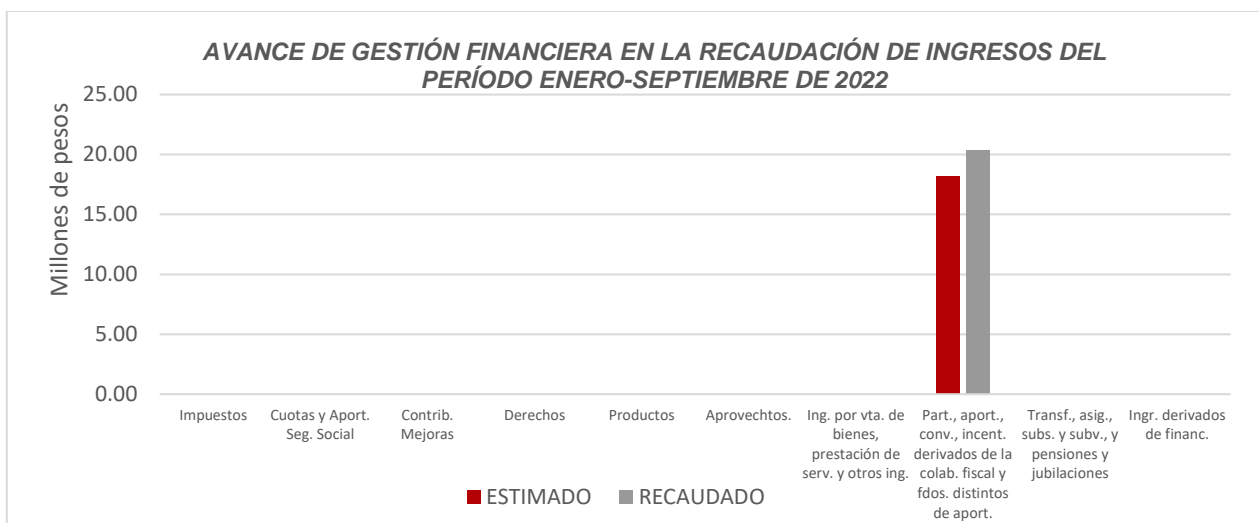 AVANCE DE GESTIÓN FINANCIERA EN LA RECAUDACIÓN DE INGRESOS DEL
PERÍODO ENERO-SEPTIEMBRE DE 2022
Millones de pesos
25.00
20.00
15.00
10.00
5.00
0.00
Impuestos
Cuotas y Aport.
Seg. Social
Contrib.
Mejoras
Derechos
Productos
Aprovechtos.
Ing. por vta. de
bienes,
prestación de
serv. y otros ing.
Part., aport.,
conv., incent.
derivados de la
colab. fiscal y
fdos. distintos
de aport.
Transf., asig.,
subs. y subv., y
pensiones y
jubilaciones
Ingr. derivados
de financ.
ESTIMADO
RECAUDADO